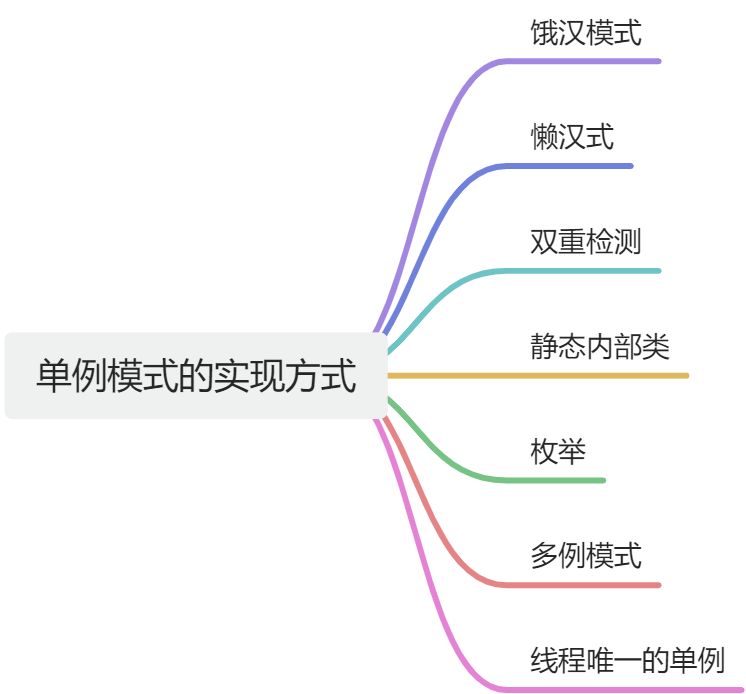 饿汉模式
懒汉式
双重检测
静态内部类
单例模式的实现方式
枚举
多例模式
线程唯一的单例